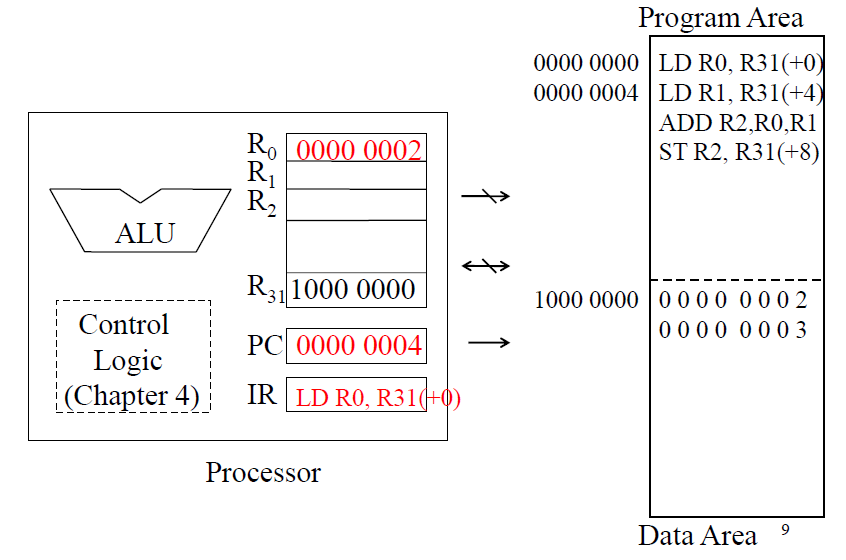 Program Area
0000 0000 LD R0, R31(+0)
0000 0004 LD R1, R31(+4)
ADD R2,R0,R1
ST R2, R31(+8)
R0 0000 0002
R1
R2
ALU
R31 1000 0000
1000 0000 0 0 0 0 0 0 0 2
0 0 0 0 0 0 0 3
Control
Logic
(Chapter 4)
PC 0000 0004
IR LD R0, R31(+0)
Processor
Data Area 9